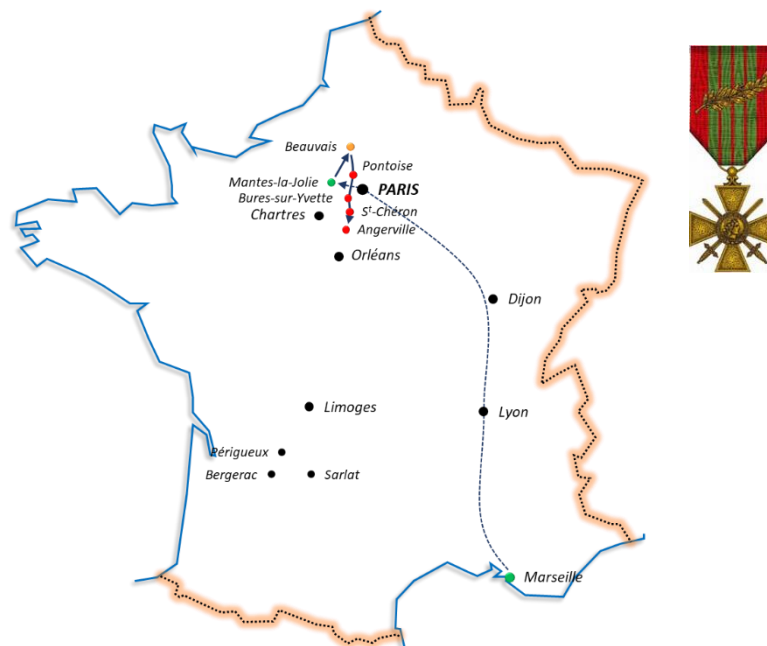 Beauvais
Pontoise
Mantes-la-Jolie
PARIS
Bures-sur-Yvette
Sᵗ-Chéron
Chartres
Angerville
Orléans
Dijon
Limoges
Lyon
Périgueux
Bergerac
Sarlat
Marseille